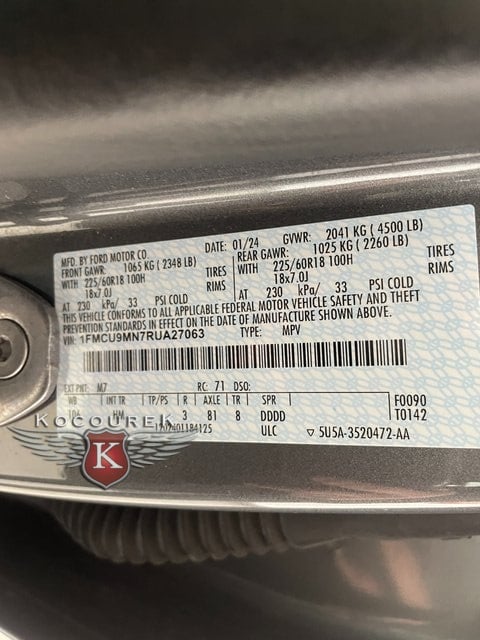 MFD. BY FORD MOTOR CO. DATE: 01/24 GVWR: 2041 KG (4500 LB)
FRONT GAWR: 1065 KG (2348 LB) REAR GAWR: 1025 KG (2260 LB)
WITH 225/60R18 100H TIRES WITH 225/60R18 100H TIRES
18x7.0J RIMS 18x7.0J RIMS
AT 230 kPa/ 33 PSI COLD AT 230 kPa/ 33 PSI COLD
THIS VEHICLE CONFORMS TO ALL APPLICABLE FEDERAL MOTOR VEHICLE SAFETY AND THEFT
PREVENTION STANDARDS IN EFFECT ON THE DATE OF MANUFACTURE SHOWN ABOVE.
VIN: 1FMCU9MN7RUA27063 TYPE: MPV
EXT PNT: M7 RC: 71 DSO:
WB INT TR TP/PS R AXLE TR SPR F0090
HM 3 81 8 DDDD T0142
ULC ▽ 5U5A-3520472-AA
KOCOUREK
K